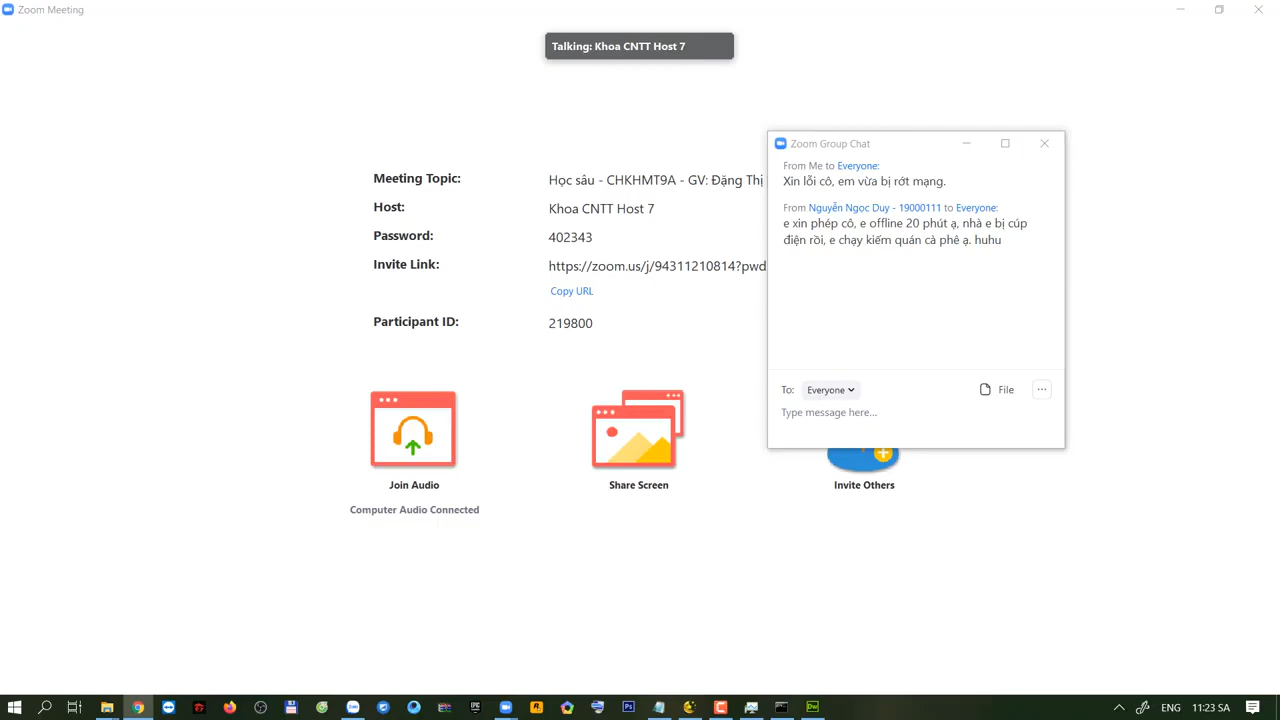 Zoom Meeting
Talking: Khoa CNTT Host 7
Meeting Topic: Học sâu - CHKHMT9A - GV: Đặng Thị
Host: Khoa CNTT Host 7
Password: 402343
Invite Link: https://zoom.us/j/94311210814?pwd
Copy URL
Participant ID: 219800
Join Audio
Computer Audio Connected
Share Screen
Invite Others
Zoom Group Chat
From Me to Everyone:
Xin lỗi cô, em vừa bị rớt mạng.
From Nguyễn Ngọc Duy - 19000111 to Everyone:
e xin phép cô, e offline 20 phút ạ, nhà e bị cúp
điện rồi, e chạy kiếm quán cà phê ạ. huhu
To: Everyone File ...
Type message here...
ENG 11:23 SA